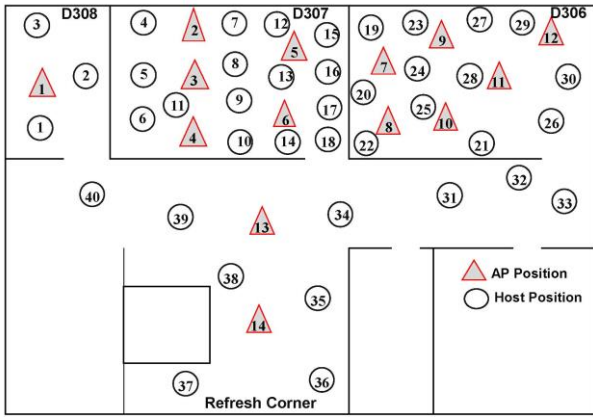 D308 D307 D306
3 4 2 7 12 15 19 23 9 27 29 12
5
1 2 5 3 8 13 16 7 24 28 11 30
20
11 9 6 17 25 26
1 6 4 10 14 18 22 8 10 21
40 39 13 34 31 32 33
38
35
14
37 36
AP Position
Host Position
Refresh Corner